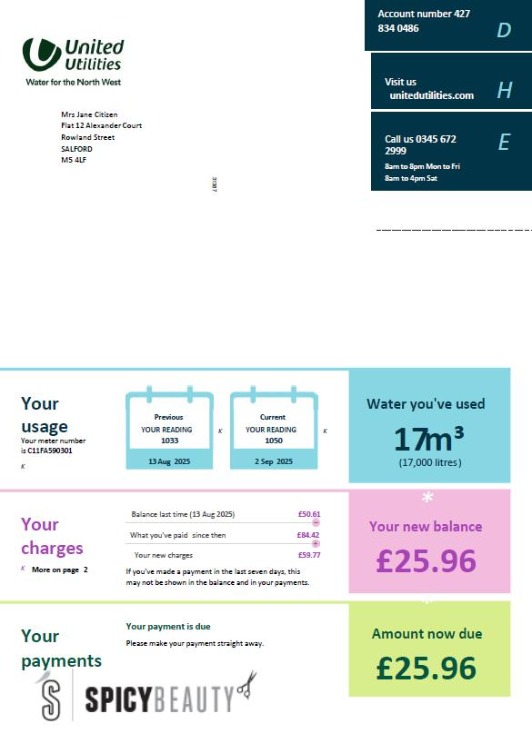 United
Utilities
Water for the North West
Account number 427
834 0486
D
Visit us
unitedutilities.com
H
Call us 0345 672
2999
E
8am to 8pm Mon to Fri
8am to 4pm Sat
Mrs Jane Citizen
Flat 12 Alexander Court
Rowland Street
SALFORD
M5 4LF
Your
usage
Your meter number
is C11FA590301
K
Previous
YOUR READING
1033
13 Aug 2025
K
Current
YOUR READING
1050
2 Sep 2025
K
Water you've used
17m³
(17,000 litres)
Your
charges
K More on page 2
Balance last time (13 Aug 2025) £50.61
What you've paid since then £84.42
Your new charges £59.77
If you've made a payment in the last seven days, this
may not be shown in the balance and in your payments.
*
Your new balance
£25.96
Your
payments
Your payment is due
Please make your payment straight away.
Amount now due
£25.96
S SPICYBEAUTY